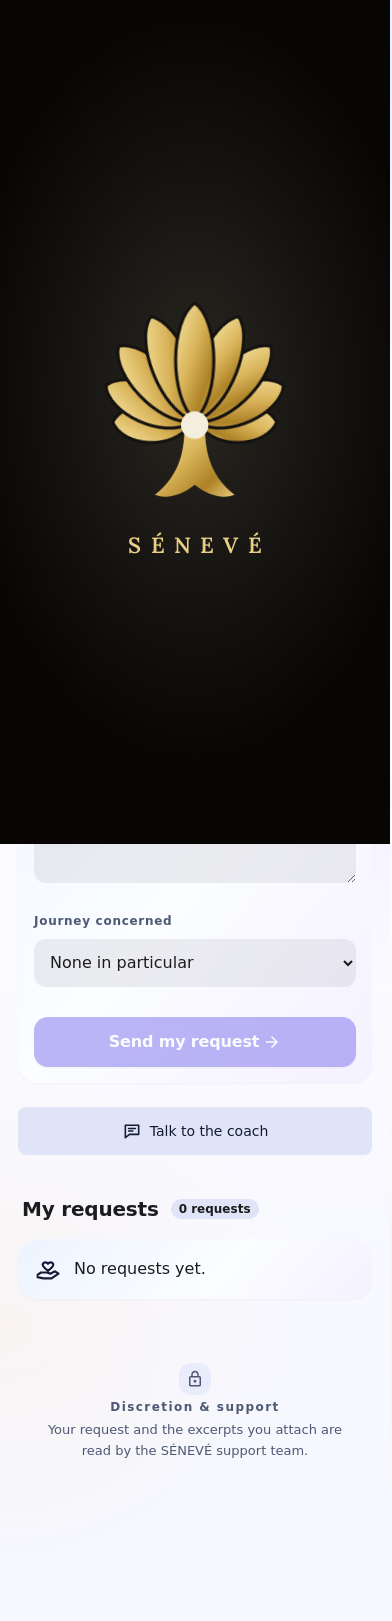 SÉNEVÉ
Journey concerned
None in particular
Send my request →
Talk to the coach
My requests
0 requests
No requests yet.
Discretion & support
Your request and the excerpts you attach are
read by the SÉNEVÉ support team.